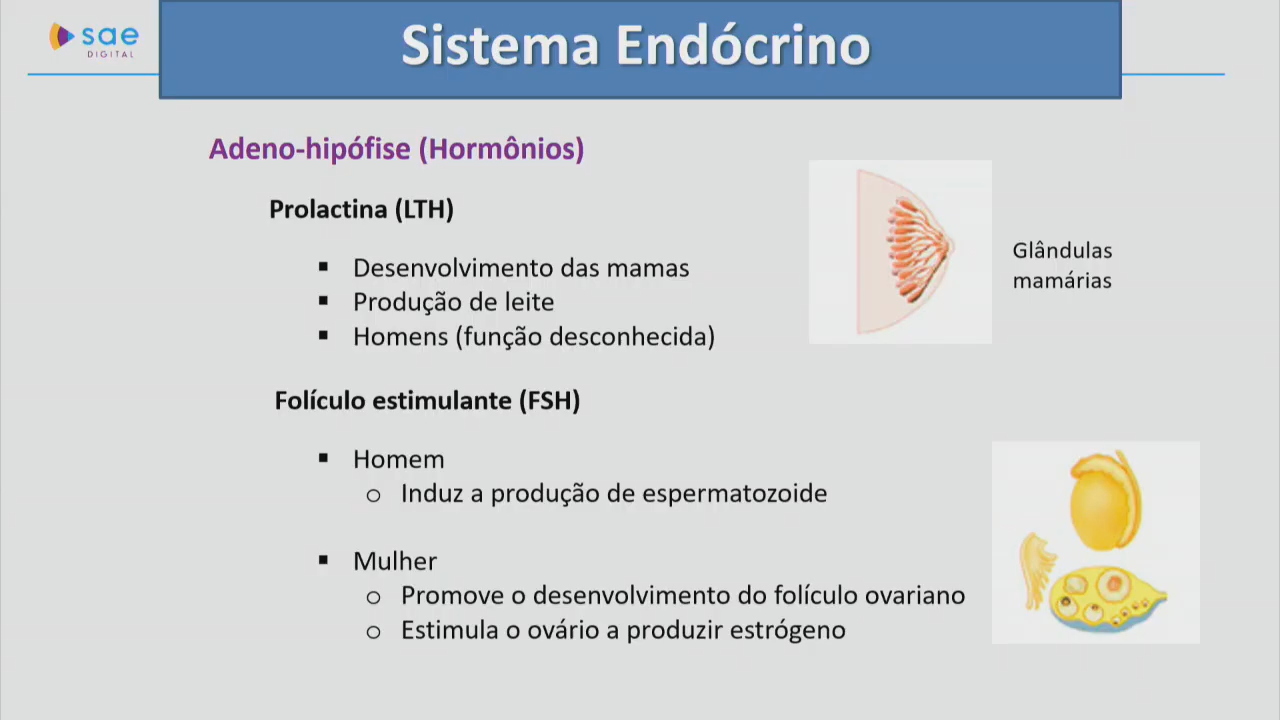 sae
DIGITAL
Sistema Endócrino
Adeno-hipófise (Hormônios)
Prolactina (LTH)
▪ Desenvolvimento das mamas
▪ Produção de leite
▪ Homens (função desconhecida)
Glândulas
mamárias
Folículo estimulante (FSH)
▪ Homem
o Induz a produção de espermatozoide
▪ Mulher
o Promove o desenvolvimento do folículo ovariano
o Estimula o ovário a produzir estrógeno